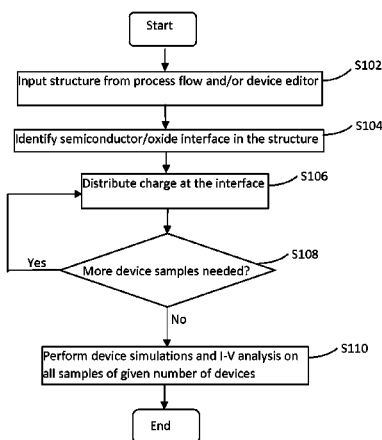 Start
Input structure from process flow and/or device editor
S102
Identify semiconductor/oxide interface in the structure
S104
Distribute charge at the interface
S106
Yes
More device samples needed?
S108
No
Perform device simulations and I-V analysis on
all samples of given number of devices
S110
End